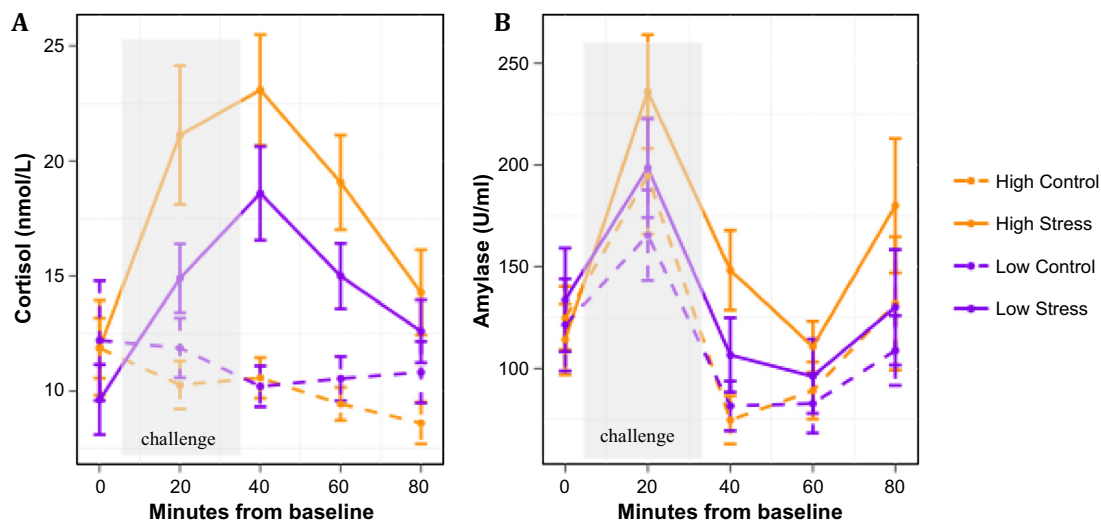 A
25
20
15
10
Cortisol (nmol/L)
challenge
0 20 40 60 80
Minutes from baseline
B
250
200
150
100
Amylase (U/ml)
challenge
0 20 40 60 80
Minutes from baseline
High Control
High Stress
Low Control
Low Stress